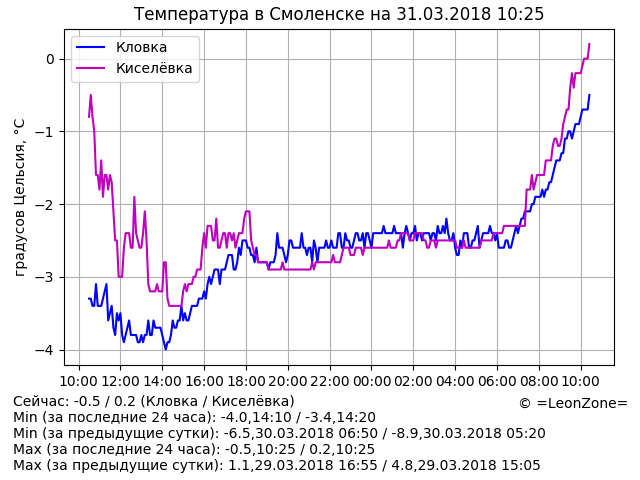 Температура в Смоленске на 31.03.2018 10:25
Кловка
Киселёвка
градусов Цельсия, °C
0
−1
−2
−3
−4
10:00 12:00 14:00 16:00 18:00 20:00 22:00 00:00 02:00 04:00 06:00 08:00 10:00
Сейчас: -0.5 / 0.2 (Кловка / Киселёвка)
© =LeonZone=
Min (за последние 24 часа): -4.0,14:10 / -3.4,14:20
Min (за предыдущие сутки): -6.5,30.03.2018 06:50 / -8.9,30.03.2018 05:20
Max (за последние 24 часа): -0.5,10:25 / 0.2,10:25
Max (за предыдущие сутки): 1.1,29.03.2018 16:55 / 4.8,29.03.2018 15:05